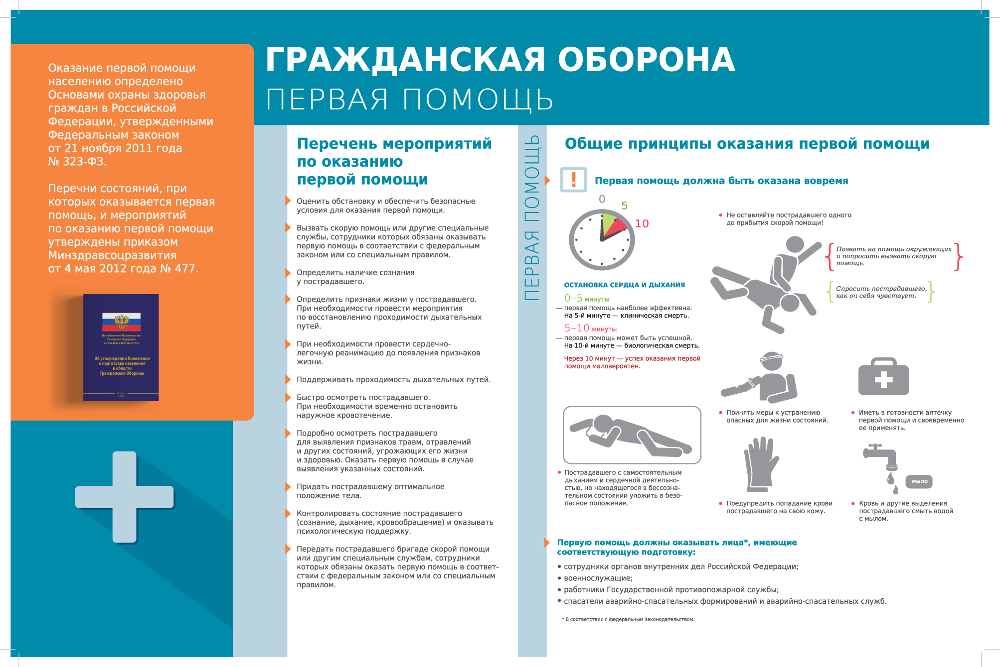 ГРАЖДАНСКАЯ ОБОРОНА
ПЕРВАЯ ПОМОЩЬ
Оказание первой помощи
населению определено
Основами охраны здоровья
граждан в Российской
Федерации, утвержденными
Федеральным законом
от 21 ноября 2011 года
№ 323-ФЗ.
Перечни состояний, при
которых оказывается первая
помощь, и мероприятий
по оказанию первой помощи
утверждены приказом
Минздравсоцразвития
от 4 мая 2012 года № 477.
Постановление Правительства
Российской Федерации
от 2 ноября 2000 года № 841
Об утверждении Положения
о подготовке населения
в области
Гражданской Обороны
Москва
2000
Перечень мероприятий
по оказанию
первой помощи
Оценить обстановку и обеспечить безопасные
условия для оказания первой помощи.
Вызвать скорую помощь или другие специальные
службы, сотрудники которых обязаны оказывать
первую помощь в соответствии с федеральным
законом или со специальным правилом.
Определить наличие сознания
у пострадавшего.
Определить признаки жизни у пострадавшего.
При необходимости провести мероприятия
по восстановлению проходимости дыхательных
путей.
При необходимости провести сердечно-
легочную реанимацию до появления признаков
жизни.
Поддерживать проходимость дыхательных путей.
Быстро осмотреть пострадавшего.
При необходимости временно остановить
наружное кровотечение.
Подробно осмотреть пострадавшего
для выявления признаков травм, отравлений
и других состояний, угрожающих его жизни
и здоровью. Оказать первую помощь в случае
выявления указанных состояний.
Придать пострадавшему оптимальное
положение тела.
Контролировать состояние пострадавшего
(сознание, дыхание, кровообращение) и оказывать
психологическую поддержку.
Передать пострадавшего бригаде скорой помощи
или другим специальным службам, сотрудники
которых обязаны оказать первую помощь в соответ-
ствии с федеральным законом или со специальным
правилом.
ПЕРВАЯ ПОМОЩЬ
Общие принципы оказания первой помощи
! Первая помощь должна быть оказана вовремя
0
5
10
ОСТАНОВКА СЕРДЦА И ДЫХАНИЯ
0–5 минуты
— первая помощь наиболее эффективна.
На 5-й минуте — клиническая смерть.
5–10 минуты
— первая помощь может быть успешной.
На 10-й минуте — биологическая смерть.
Через 10 минут — успех оказания первой
помощи маловероятен.
• Не оставляйте пострадавшего одного
до прибытия скорой помощи!
{ Позвать на помощь окружающих
и попросить вызвать скорую
помощь. }
{ Спросить пострадавшего,
как он себя чувствует. }
• Принять меры к устранению
опасных для жизни состояний.
• Иметь в готовности аптечку
первой помощи и своевременно
ее применять.
• Пострадавшего с самостоятельным
дыханием и сердечной деятельно-
стью, но находящегося в бессозна-
тельном состоянии уложить в безо-
пасное положение.
• Предупредить попадание крови
пострадавшего на свою кожу.
мыло
• Кровь и другие выделения
пострадавшего смыть водой
с мылом.
Первую помощь должны оказывать лица*, имеющие
соответствующую подготовку:
• сотрудники органов внутренних дел Российской Федерации;
• военнослужащие;
• работники Государственной противопожарной службы;
• спасатели аварийно-спасательных формирований и аварийно-спасательных служб.
* В соответствии с федеральным законодательством.